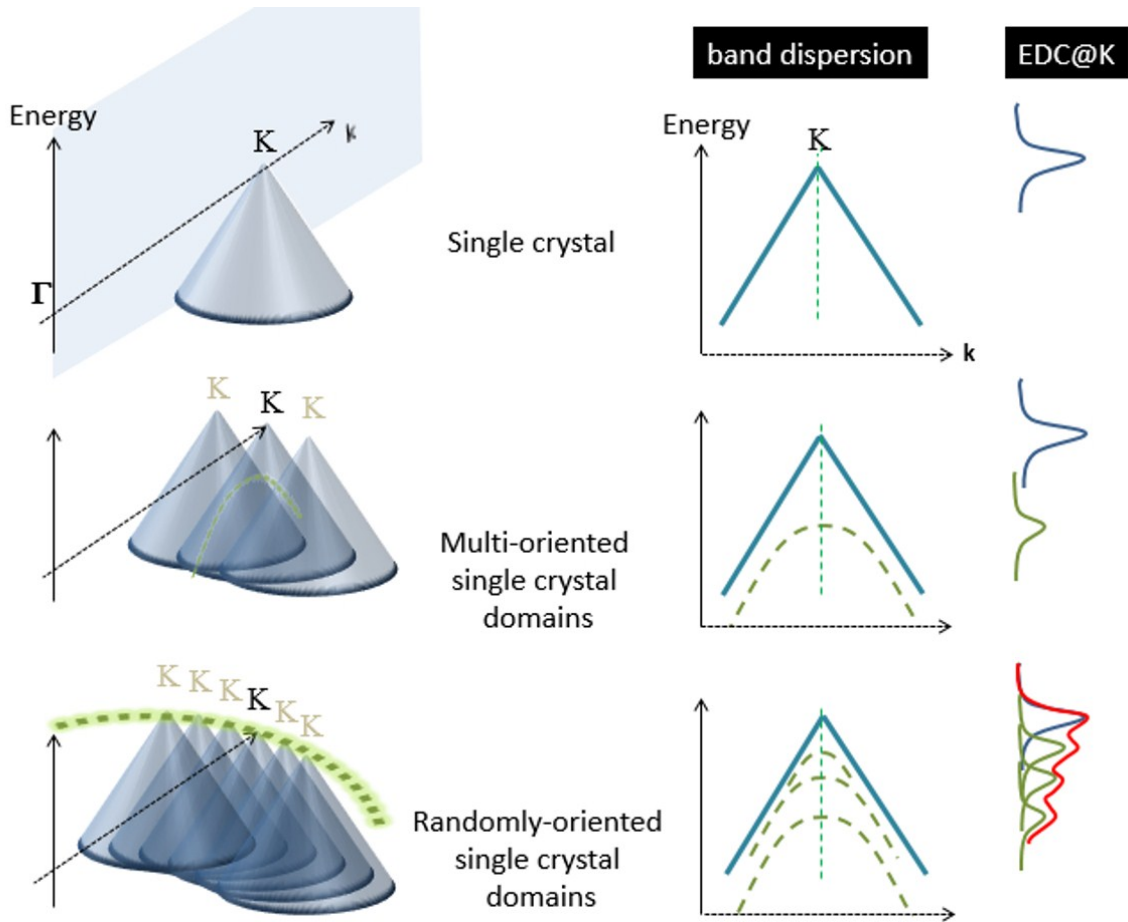 band dispersion
EDC@K
Energy
K
k
Γ
Single crystal
Energy
K
k
K
K
K
Multi-oriented
single crystal
domains
K
K
K
K
K
K
Randomly-oriented
single crystal
domains